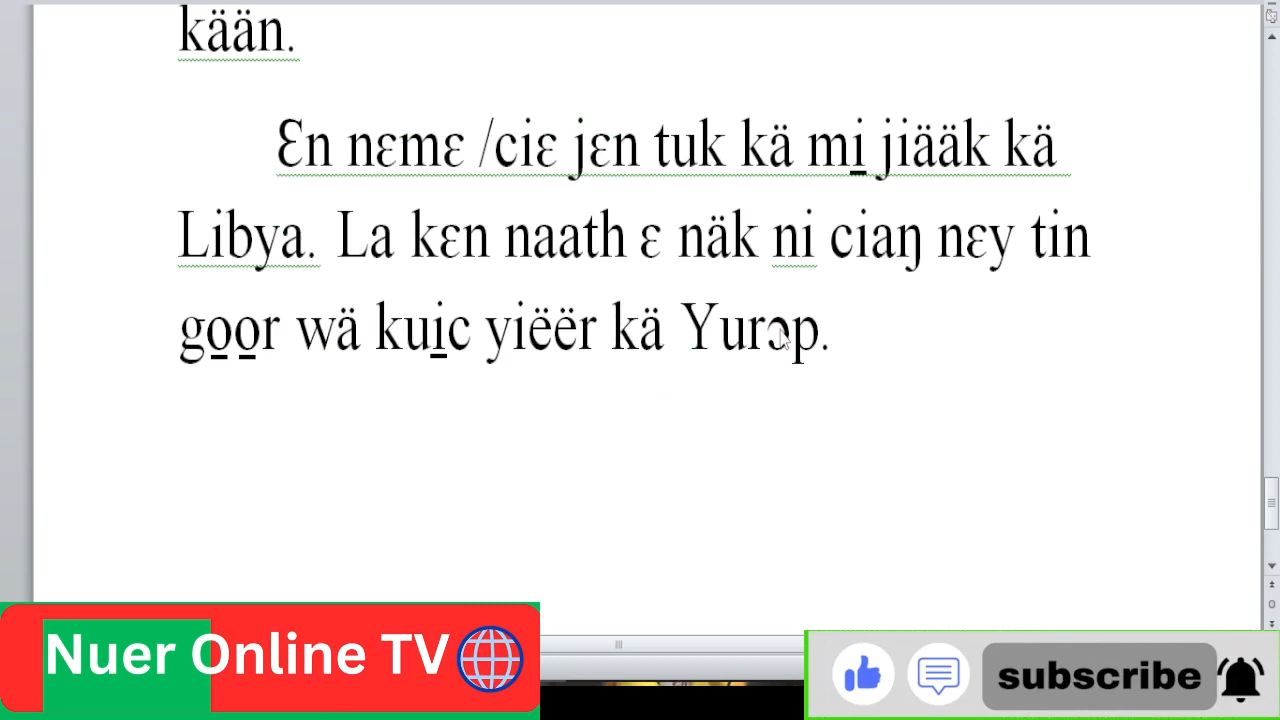 kään.
Ɛn nɛmɛ /ciɛ jɛn tuk kä mi̱ jiääk kä
Libya. La kɛn naath ɛ näk ni ciaŋ nɛy tin
go̱o̱r wä kui̱c yiëër kä Yurɔp.
Nuer Online TV
subscribe